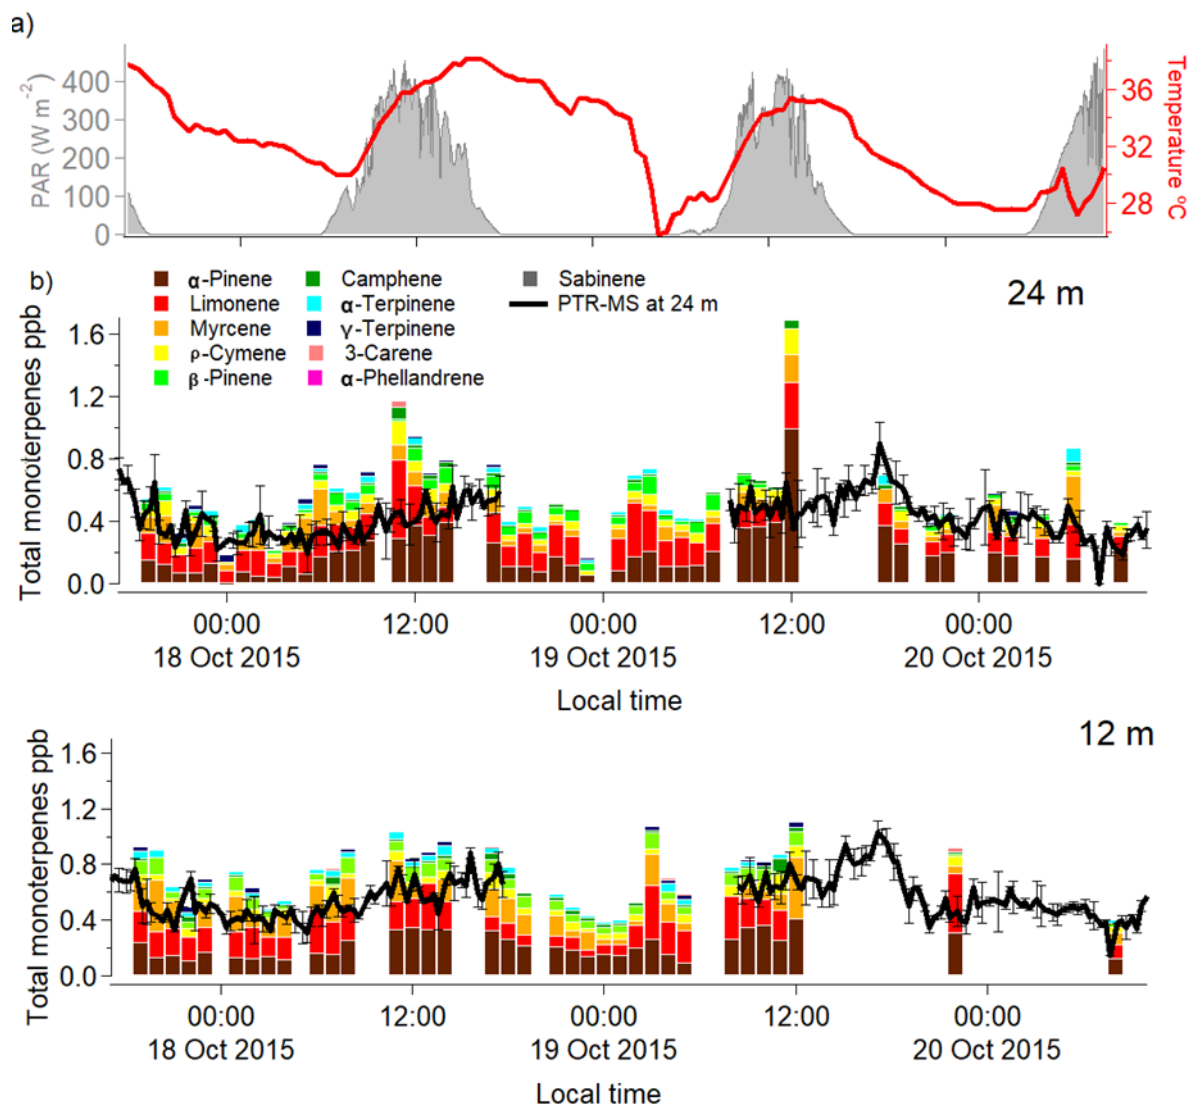 a)
PAR (W m-2)
400
300
200
100
0
36
32
28
Temperature ºC
b)
α-Pinene
Limonene
Myrcene
ρ-Cymene
β-Pinene
Camphene
α-Terpinene
γ-Terpinene
3-Carene
α-Phellandrene
Sabinene
PTR-MS at 24 m
24 m
Total monoterpenes ppb
1.6
1.2
0.8
0.4
0.0
00:00 12:00 00:00 12:00 00:00
18 Oct 2015 19 Oct 2015 20 Oct 2015
Local time
12 m
Total monoterpenes ppb
1.6
1.2
0.8
0.4
0.0
00:00 12:00 00:00 12:00 00:00
18 Oct 2015 19 Oct 2015 20 Oct 2015
Local time